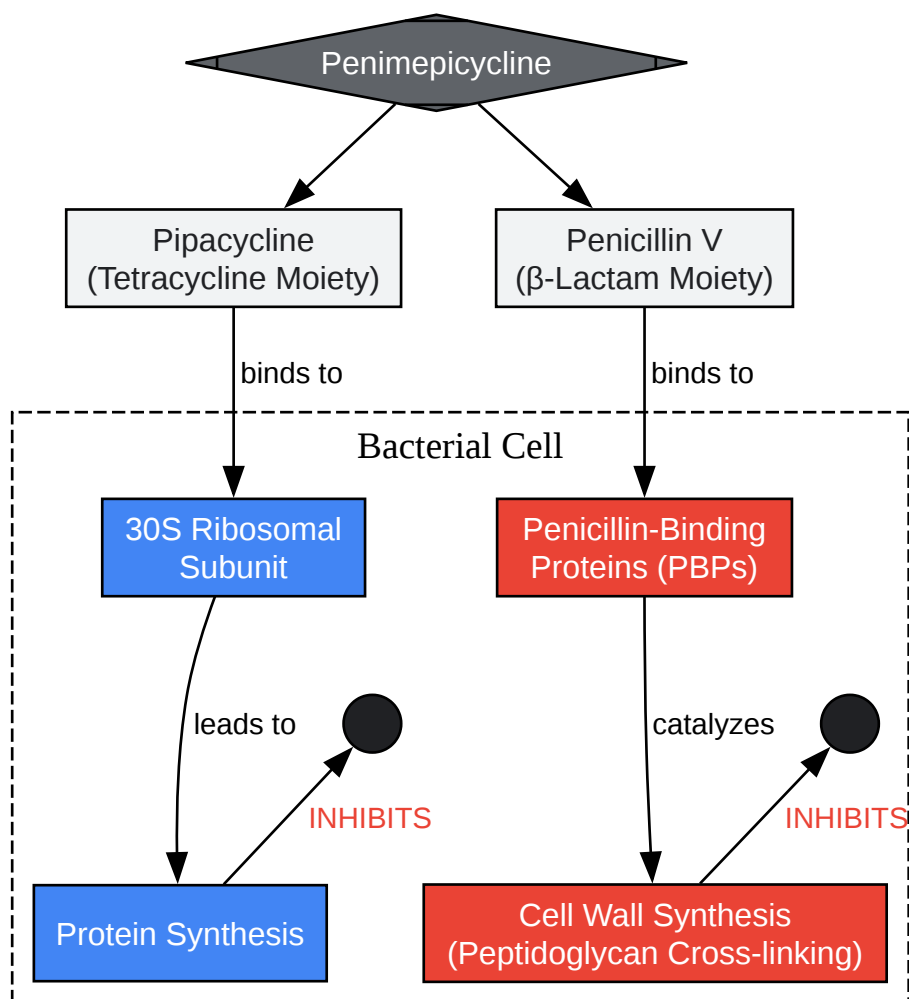 Penimepicycline
Pipacycline
(Tetracycline Moiety)
Penicillin V
(β-Lactam Moiety)
binds to
binds to
Bacterial Cell
30S Ribosomal
Subunit
Penicillin-Binding
Proteins (PBPs)
leads to
catalyzes
INHIBITS
INHIBITS
Protein Synthesis
Cell Wall Synthesis
(Peptidoglycan Cross-linking)